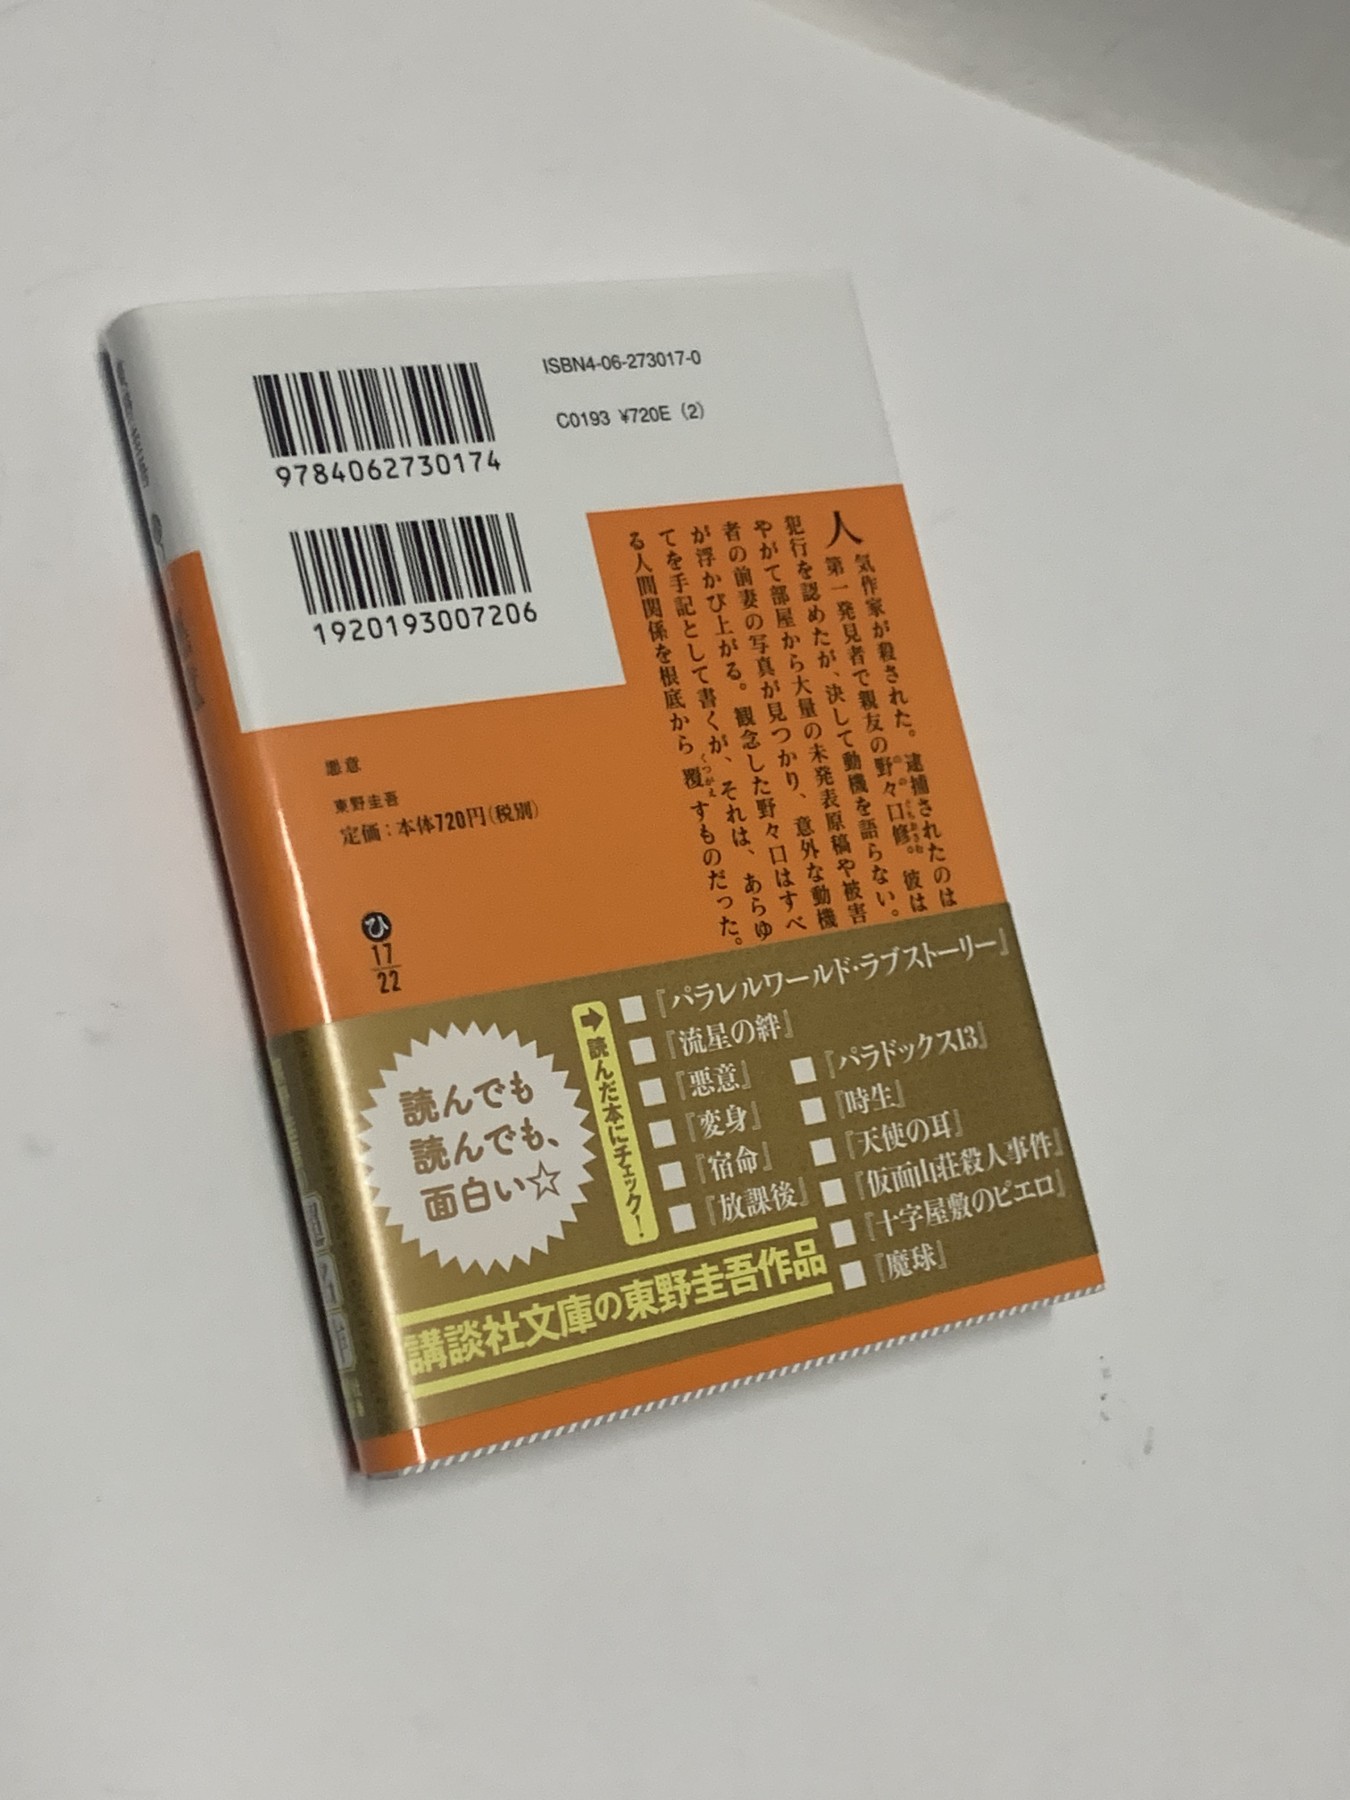 9784062730174
ISBN4-06-273017-0
C0193 ¥720E (2)
1920193007206
人気作家が殺された。逮捕されたのは
第一発見者で親友の野々口修。彼は
犯行を認めたが、決して動機を語らない。
やがて部屋から大量の未発表原稿や被害
者の前妻の写真が見つかり、意外な動機
が浮かび上がる。観念した野々口はすべ
てを手記として書くが、それは、あらゆ
る人間関係を根底から覆すものだった。
ののぐちおさむ
くつがえ
悪意
東野圭吾
定価:本体720円(税別)
ひ
17
22
読んでも
読んでも、
面白い☆
➡読んだ本にチェック!
『パラレルワールド・ラブストーリー』
『流星の絆』
『悪意』
『変身』
『宿命』
『放課後』
『パラドックス13』
『時生』
『天使の耳』
『仮面山荘殺人事件』
『十字屋敷のピエロ』
『魔球』
講談社文庫の東野圭吾作品